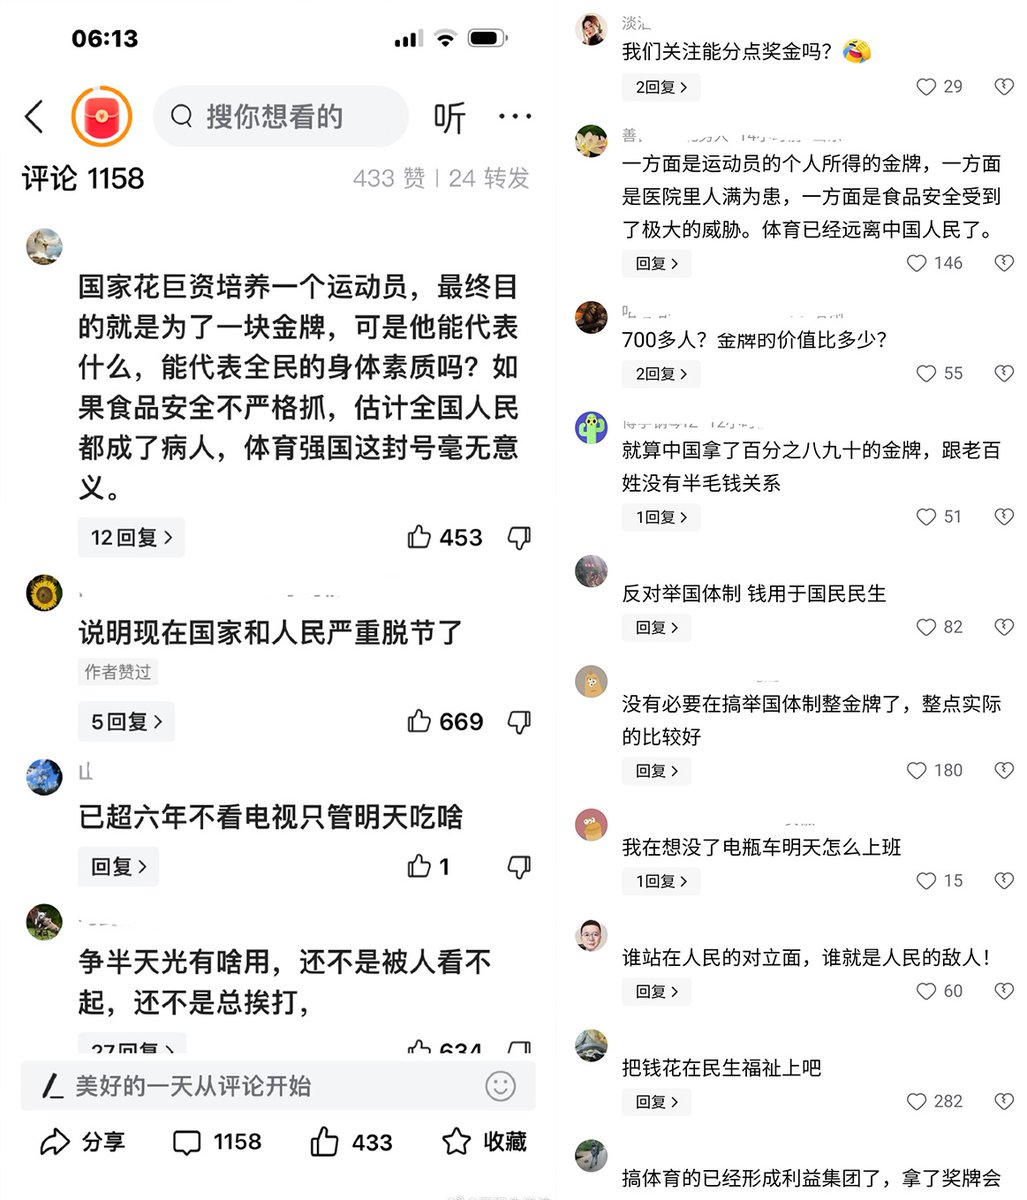 06:13
搜你想看的
听
评论 1158
433 赞 | 24 转发
国家花巨资培养一个运动员，最终目
的就是为了一块金牌，可是他能代表
什么，能代表全民的身体素质吗？如
果食品安全不严格抓，估计全国人民
都成了病人，体育强国这封号毫无意
义。
12回复
453
说明现在国家和人民严重脱节了
作者赞过
5回复
669
已超六年不看电视只管明天吃啥
回复
1
争半天光有啥用，还不是被人看不
起，还不是总挨打，
27回复
634
美好的一天从评论开始
分享
1158
433
收藏
我们关注能分点奖金吗？
2回复
29
一方面是运动员的个人所得的金牌，一方面
是医院里人满为患，一方面是食品安全受到
了极大的威胁。体育已经远离中国人民了。
回复
146
700多人？金牌的价值比多少？
2回复
55
就算中国拿了百分之八九十的金牌，跟老百
姓没有半毛钱关系
1回复
51
反对举国体制 钱用于国民民生
回复
82
没有必要在搞举国体制整金牌了，整点实际
的比较好
回复
180
我在想没了电瓶车明天怎么上班
1回复
15
谁站在人民的对立面，谁就是人民的敌人！
回复
60
把钱花在民生福祉上吧
回复
282
搞体育的已经形成利益集团了，拿了奖牌会